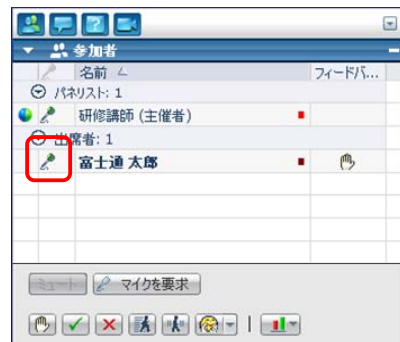 参加者
名前 フィードバ...
パネリスト: 1
研修講師 (主催者)
出席者: 1
富士通 太郎
ミュート マイクを要求